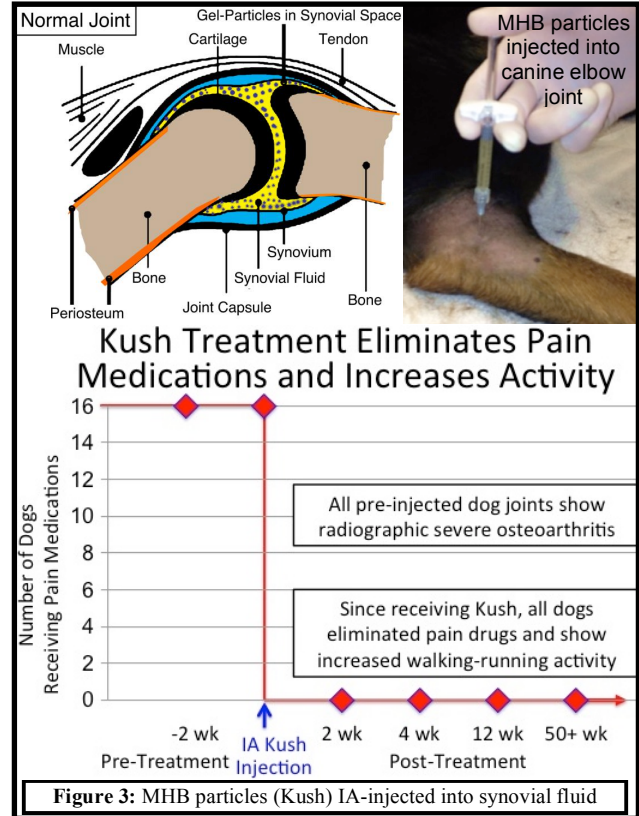 Normal Joint
Gel-Particles in Synovial Space
Muscle
Cartilage
Tendon
Synovium
Bone
Synovial Fluid
Bone
Periosteum
Joint Capsule
MHB particles
injected into
canine elbow
joint
Kush Treatment Eliminates Pain
Medications and Increases Activity
Number of Dogs
Receiving Pain Medications
16
14
12
10
8
6
4
2
0
All pre-injected dog joints show
radiographic severe osteoarthritis
Since receiving Kush, all dogs
eliminated pain drugs and show
increased walking-running activity
-2 wk
IA Kush
Injection
2 wk
4 wk
12 wk
50+ wk
Pre-Treatment
Post-Treatment
Figure 3: MHB particles (Kush) IA-injected into synovial fluid